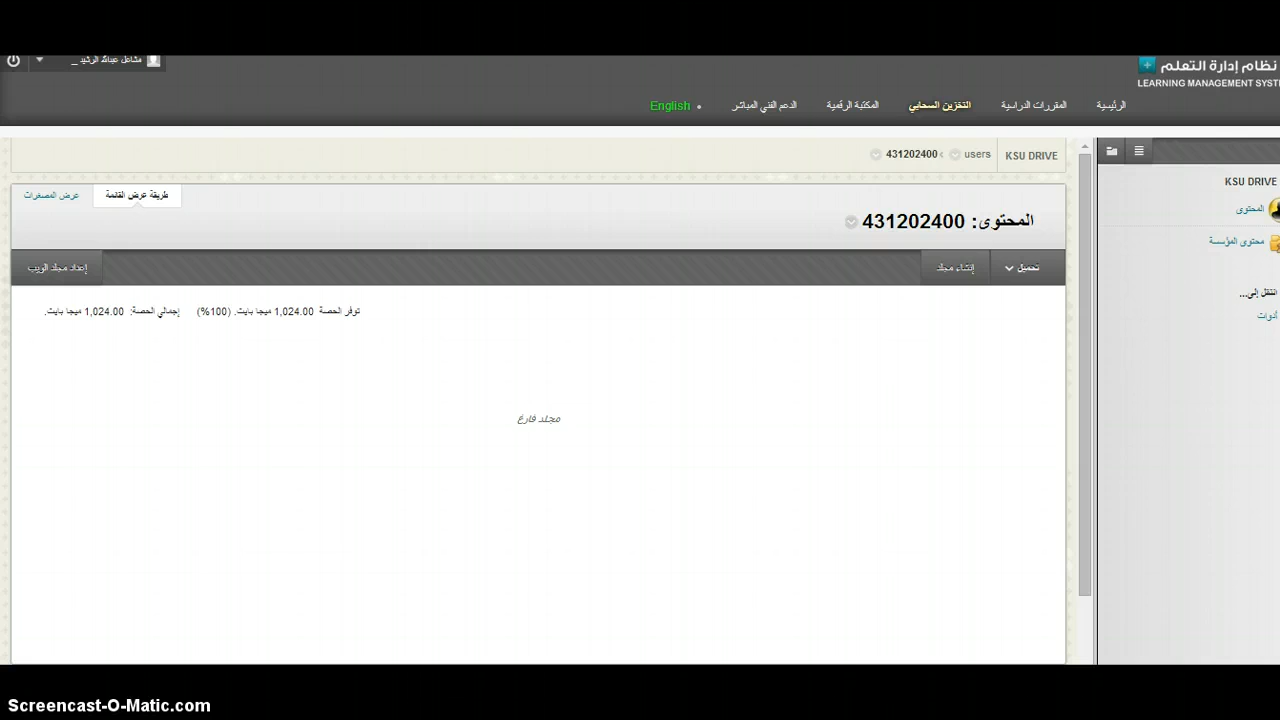 مشاعل عبدالله الرشيد _
نظام إدارة التعلم
LEARNING MANAGEMENT SYST
الرئيسية
المقررات الدراسية
التخزين السحابي
المكتبة الرقمية
الدعم الفني المباشر
English
KSU DRIVE
users
431202400
KSU DRIVE
المحتوى
محتوى المؤسسة
انتقل إلى...
أدوات
طريقة عرض القائمة
عرض المصغرات
المحتوى: 431202400
تحميل
إنشاء مجلد
إعداد مجلد الويب
توفر الحصة 1,024.00 ميجا بايت. (100%) إجمالي الحصة: 1,024.00 ميجا بايت.
مجلد فارغ
Screencast-O-Matic.com